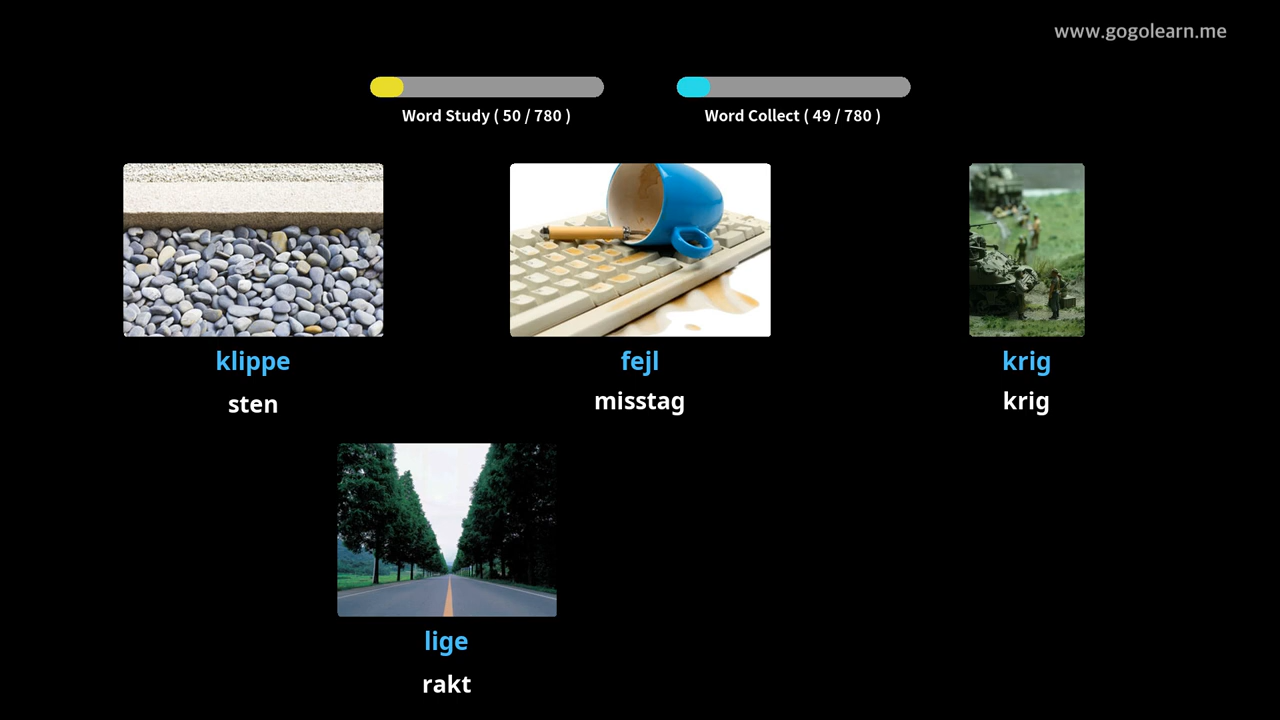 www.gogolearn.me
Word Study ( 50 / 780 )
Word Collect ( 49 / 780 )
klippe
sten
fejl
misstag
krig
krig
lige
rakt